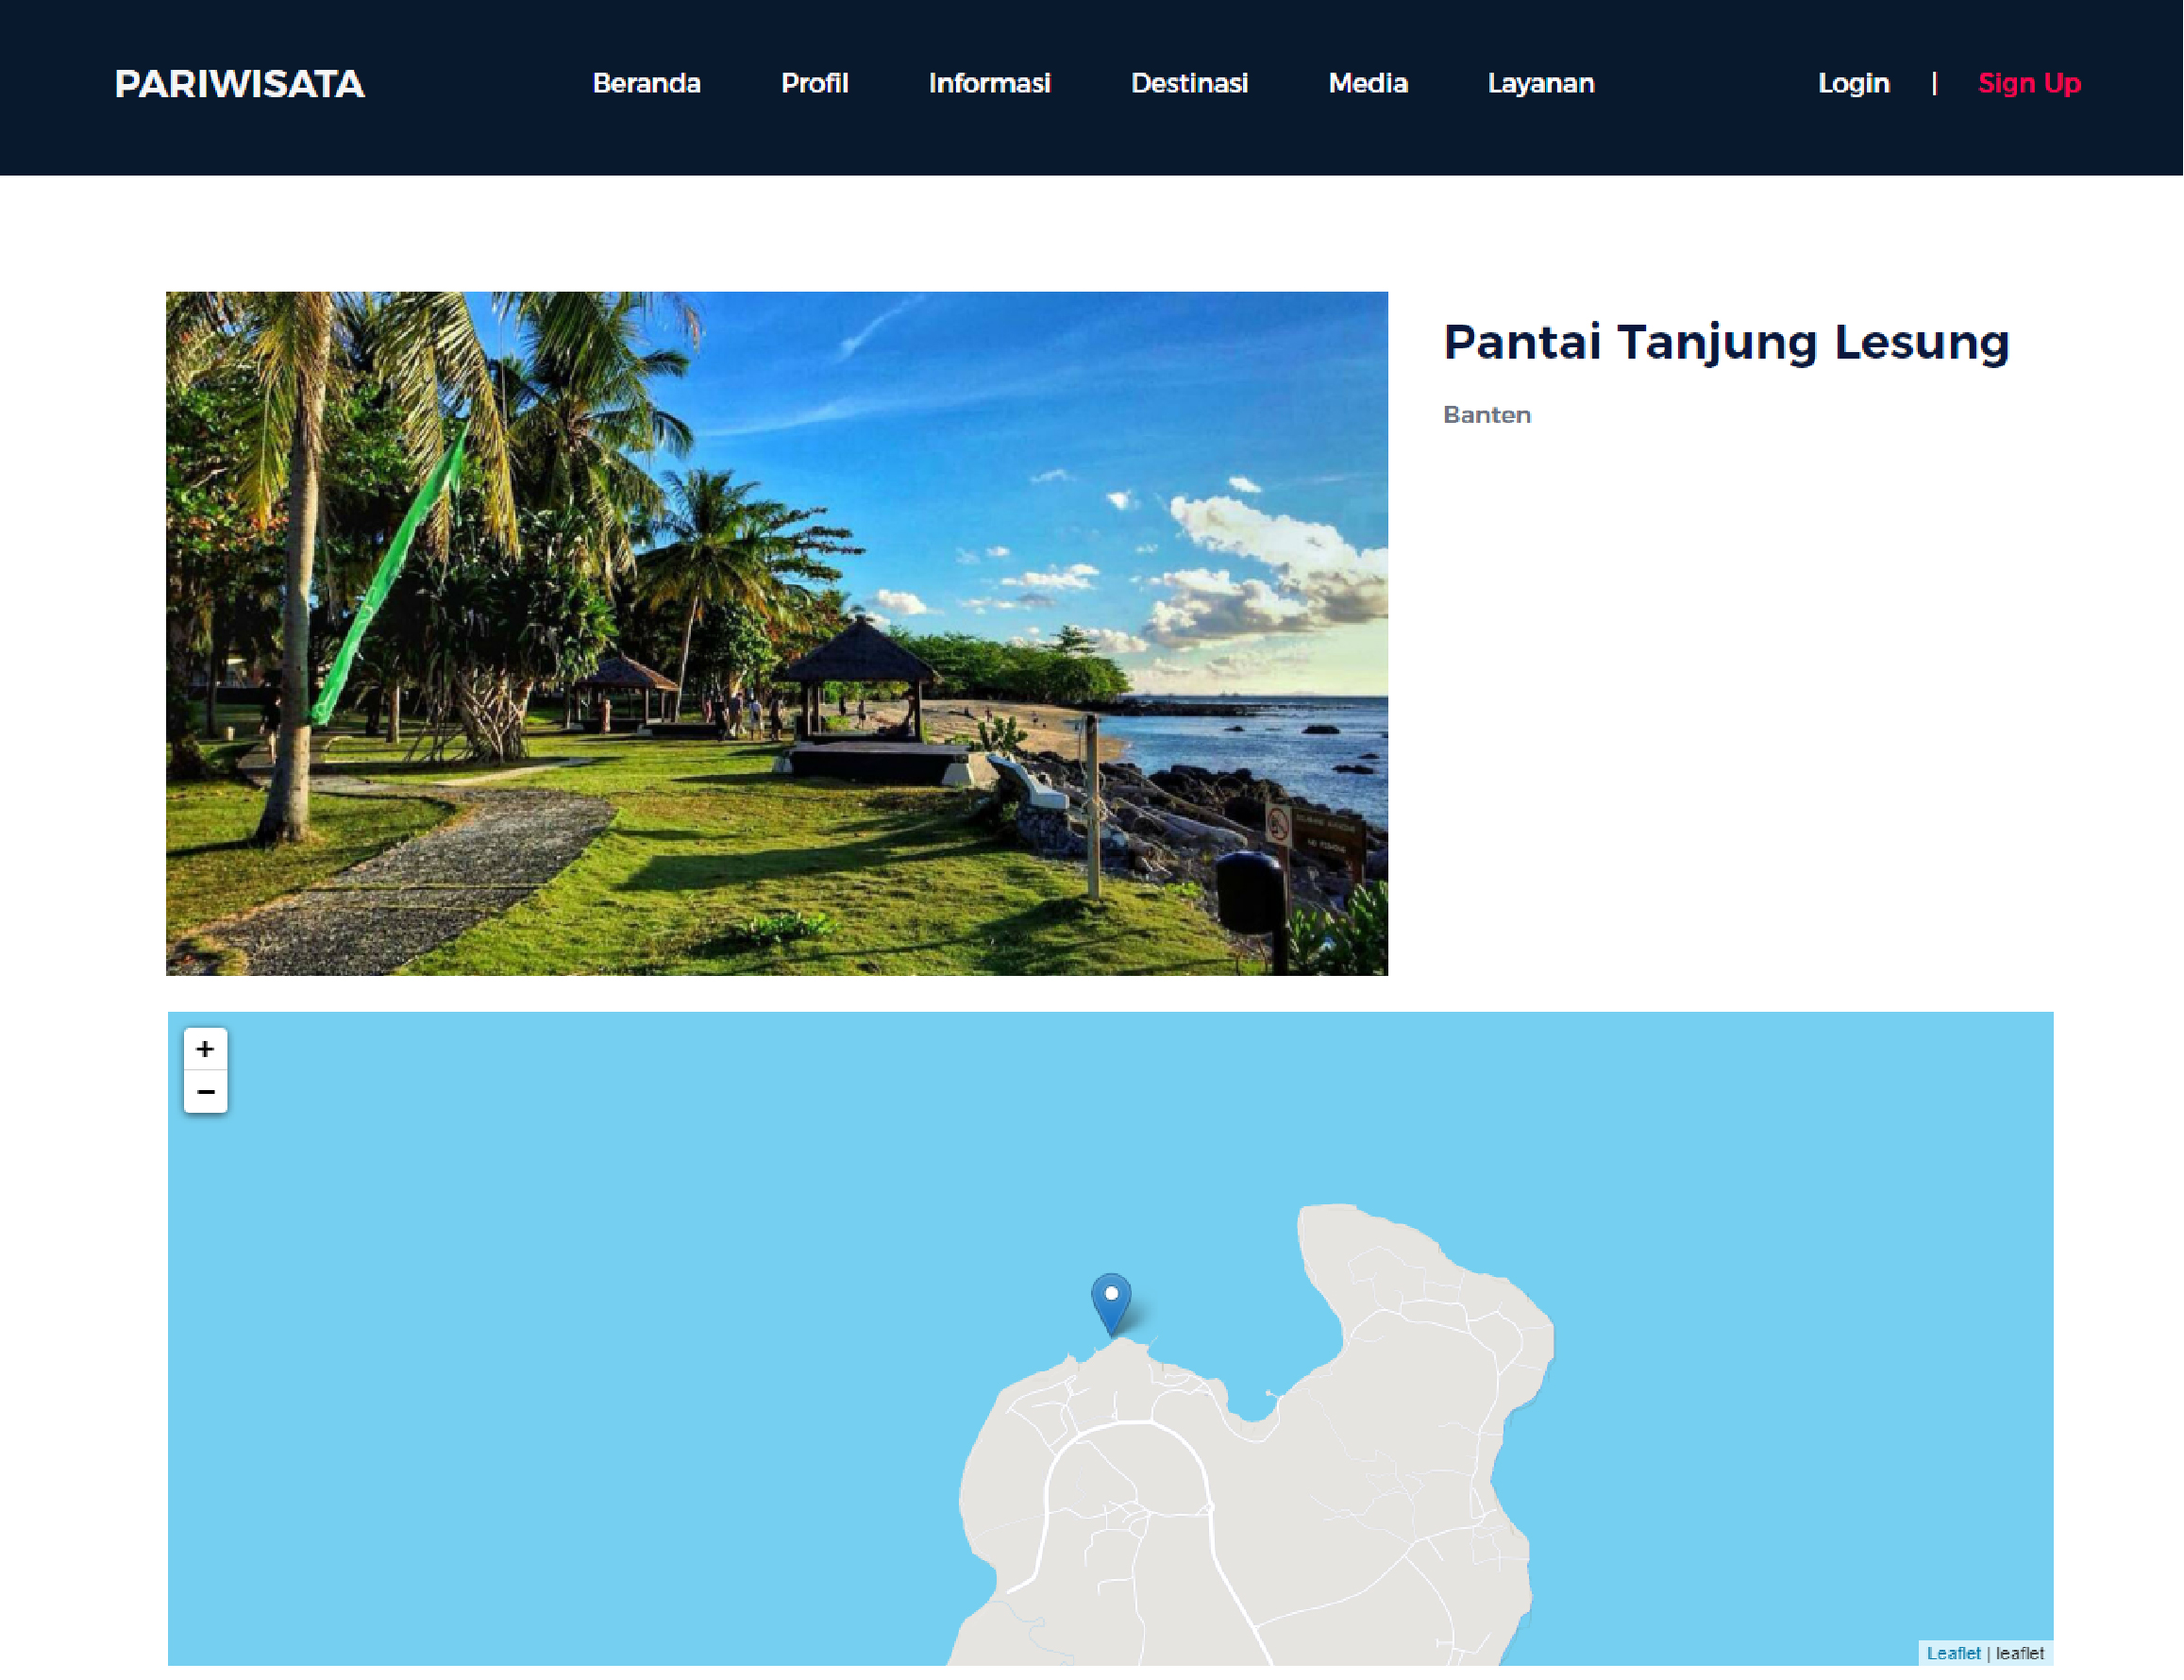 PARIWISATA Beranda Profil Informasi Destinasi Media Layanan Login | Sign Up
Pantai Tanjung Lesung
Banten
+
−
Leaflet | leaflet